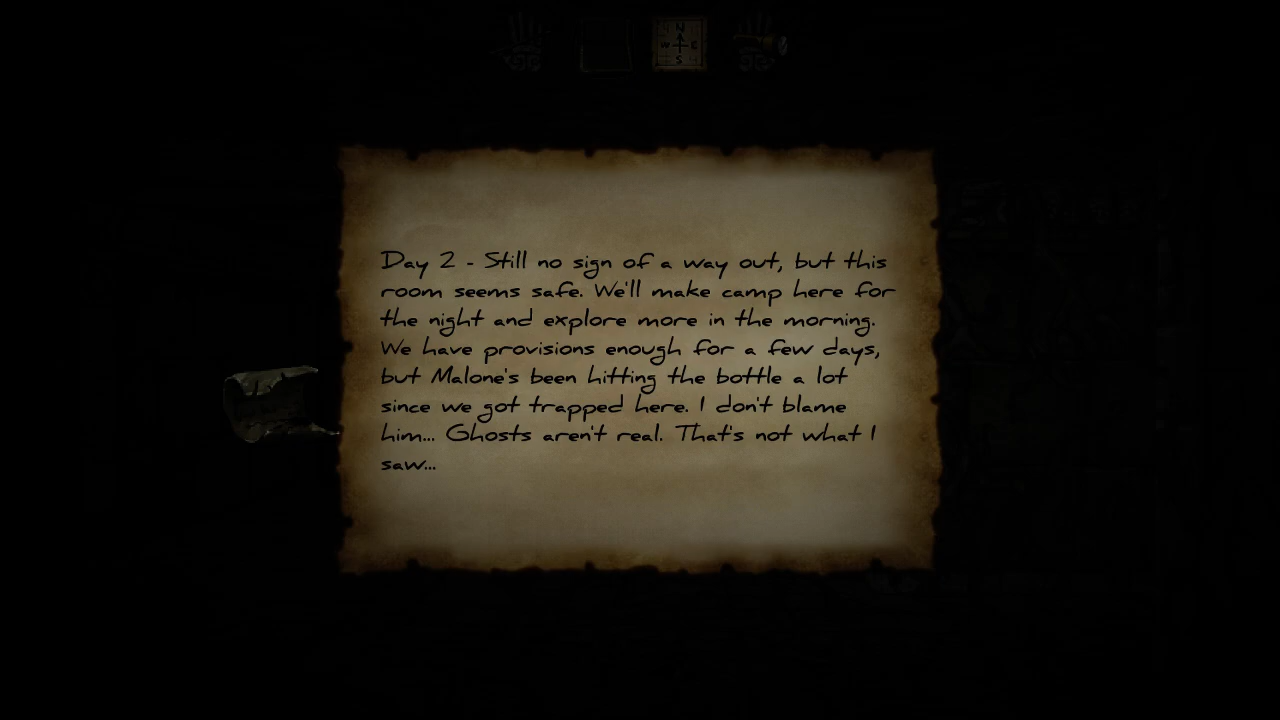 N
W E
S
Day 2 - Still no sign of a way out, but this
room seems safe. We'll make camp here for
the night and explore more in the morning.
We have provisions enough for a few days,
but Malone's been hitting the bottle a lot
since we got trapped here. I don't blame
him... Ghosts aren't real. That's not what I
saw...